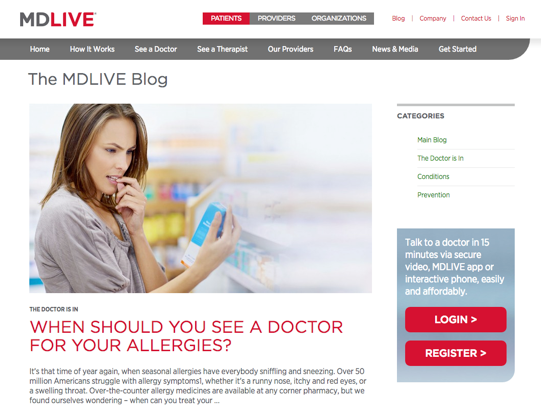 MDLIVE
PATIENTS PROVIDERS ORGANIZATIONS
Blog | Company | Contact Us | Sign In
Home How It Works See a Doctor See a Therapist Our Providers FAQs News & Media Get Started
The MDLIVE Blog
THE DOCTOR IS IN
WHEN SHOULD YOU SEE A DOCTOR
FOR YOUR ALLERGIES?
It's that time of year again, when seasonal allergies have everybody sniffling and sneezing. Over 50
million Americans struggle with allergy symptoms1, whether it's a runny nose, itchy and red eyes, or
a swelling throat. Over-the-counter allergy medicines are available at any corner pharmacy, but we
found ourselves wondering – when can you treat your ...
CATEGORIES
Main Blog
The Doctor is In
Conditions
Prevention
Talk to a doctor in 15
minutes via secure
video, MDLIVE app or
interactive phone, easily
and affordably.
LOGIN >
REGISTER >